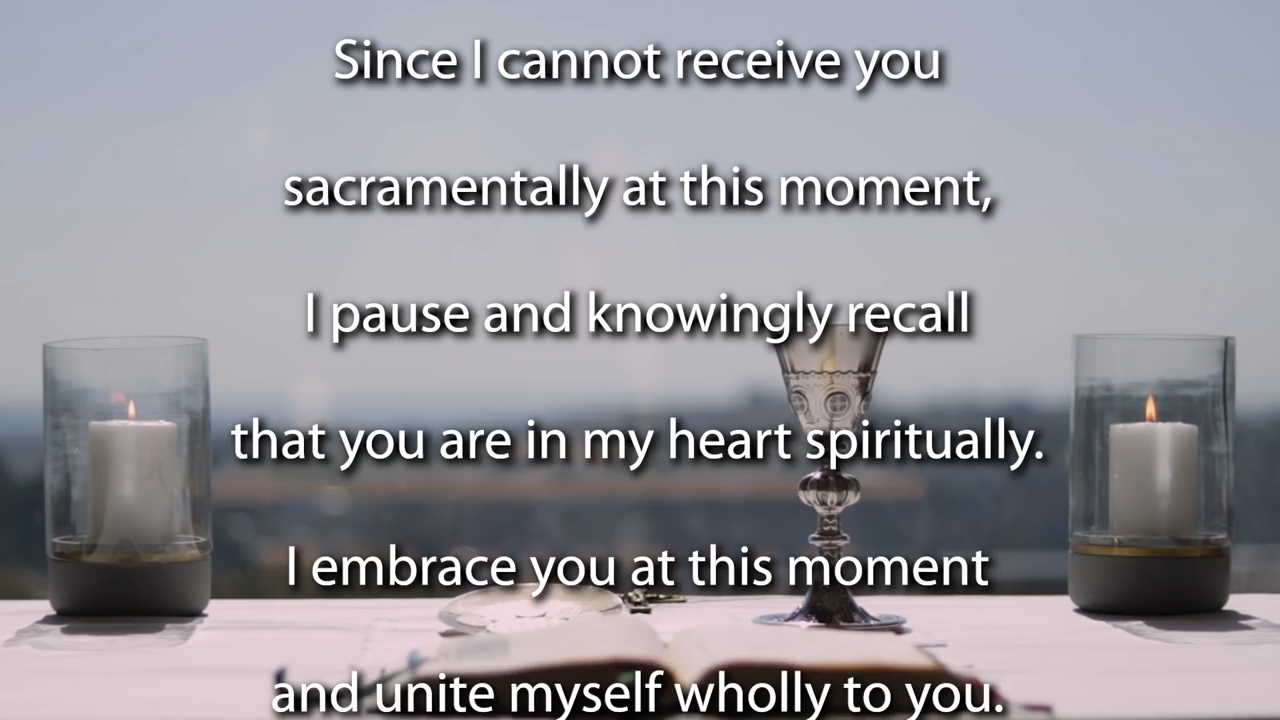 Since I cannot receive you
sacramentally at this moment,
I pause and knowingly recall
that you are in my heart spiritually.
I embrace you at this moment
and unite myself wholly to you.